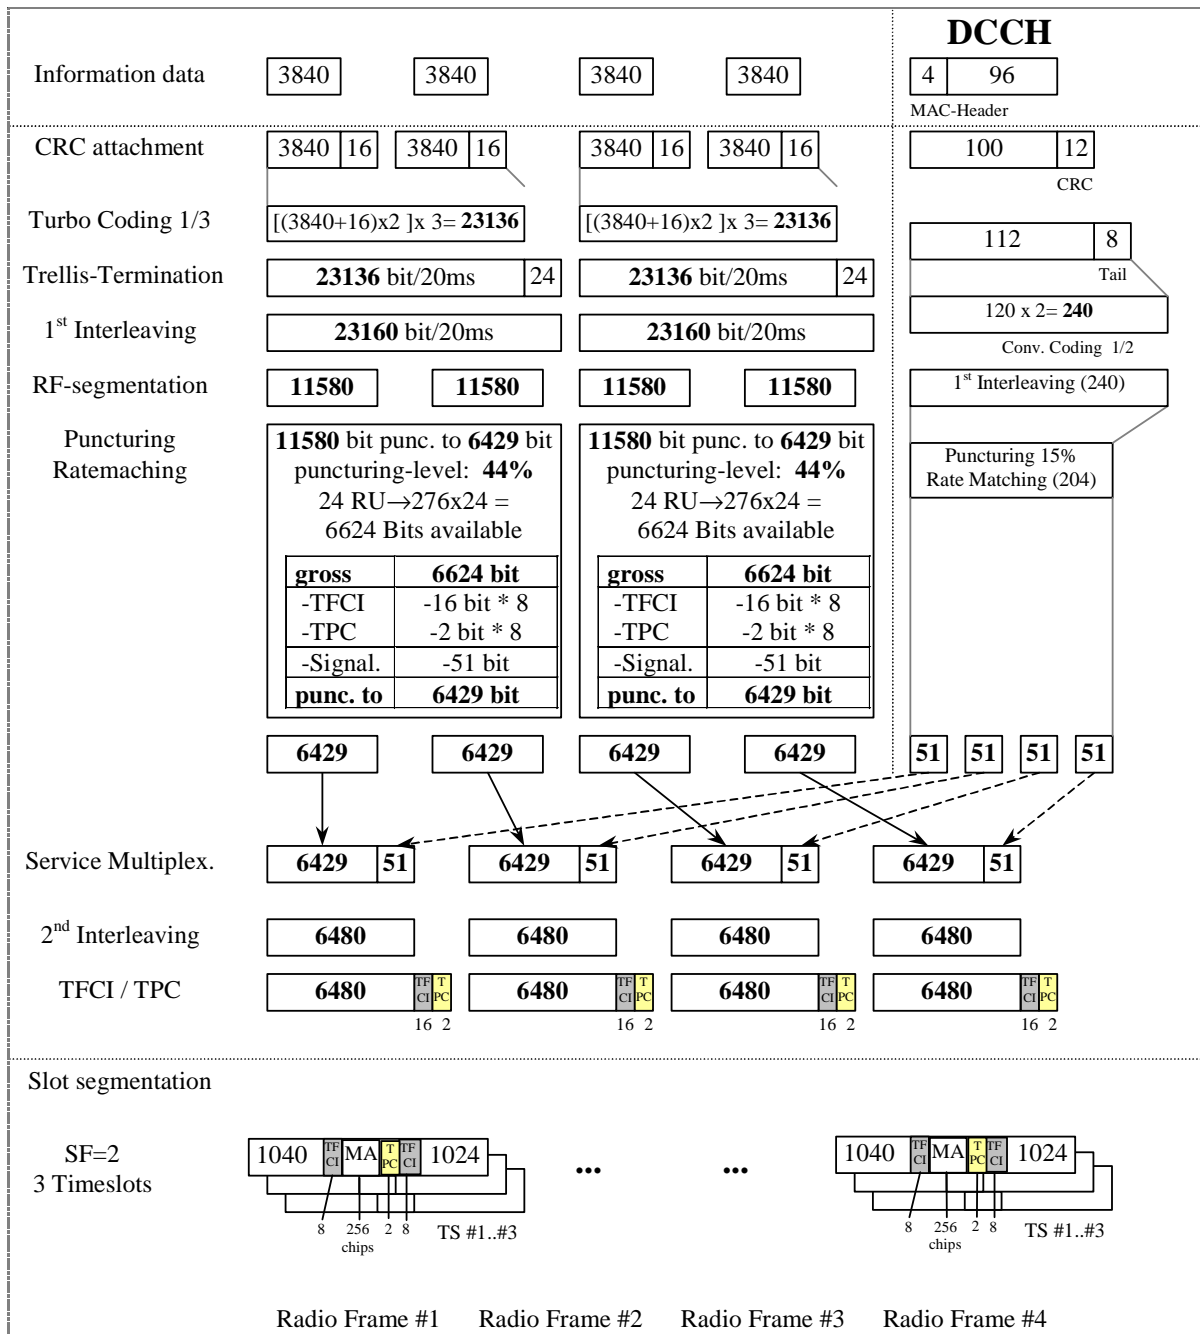 DCCH
Information data 3840 3840 3840 3840 4 96
MAC-Header
CRC attachment 3840 16 3840 16 3840 16 3840 16 100 12
CRC
Turbo Coding 1/3 [(3840+16)x2 ]x 3= 23136 [(3840+16)x2 ]x 3= 23136
112 8
Tail
Trellis-Termination 23136 bit/20ms 24 23136 bit/20ms 24
120 x 2= 240
1st Interleaving 23160 bit/20ms 23160 bit/20ms
Conv. Coding 1/2
RF-segmentation 11580 11580 11580 11580 1st Interleaving (240)
Puncturing
Ratemaching
11580 bit punc. to 6429 bit
puncturing-level: 44%
24 RU→276x24 =
6624 Bits available
gross 6624 bit
-TFCI -16 bit * 8
-TPC -2 bit * 8
-Signal. -51 bit
punc. to 6429 bit
11580 bit punc. to 6429 bit
puncturing-level: 44%
24 RU→276x24 =
6624 Bits available
gross 6624 bit
-TFCI -16 bit * 8
-TPC -2 bit * 8
-Signal. -51 bit
punc. to 6429 bit
Puncturing 15%
Rate Matching (204)
6429 6429 6429 6429 51 51 51 51
Service Multiplex. 6429 51 6429 51 6429 51 6429 51
2nd Interleaving 6480 6480 6480 6480
TFCI / TPC 6480 TF CI T PC 6480 TF CI T PC 6480 TF CI T PC 6480 TF CI T PC
16 2 16 2 16 2 16 2
Slot segmentation
SF=2
3 Timeslots
1040 TF CI MA T PC TF CI 1024 ... ... 1040 TF CI MA T PC TF CI 1024
8 256 2 8 TS #1..#3 8 256 2 8 TS #1..#3
chips chips
Radio Frame #1 Radio Frame #2 Radio Frame #3 Radio Frame #4